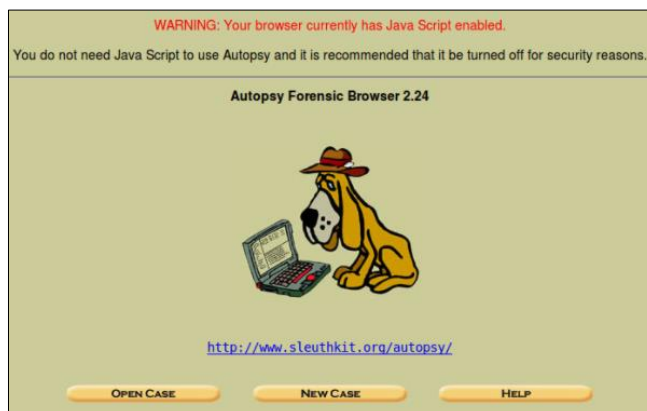 WARNING: Your browser currently has Java Script enabled.
You do not need Java Script to use Autopsy and it is recommended that it be turned off for security reasons.
Autopsy Forensic Browser 2.24
http://www.sleuthkit.org/autopsy/
OPEN CASE
NEW CASE
HELP